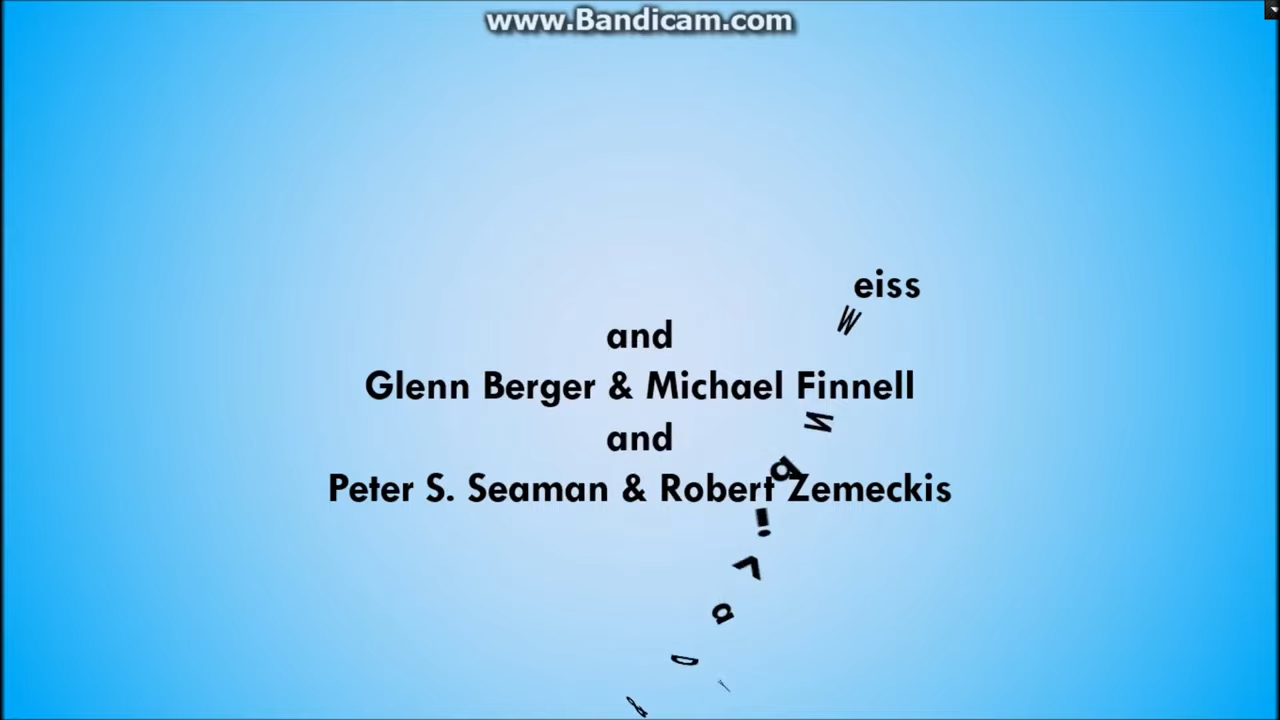 www.Bandicam.com
eiss
W
and
Glenn Berger & Michael Finnell
N
and
d
Peter S. Seaman & Robert Zemeckis
i
v
a
D
&